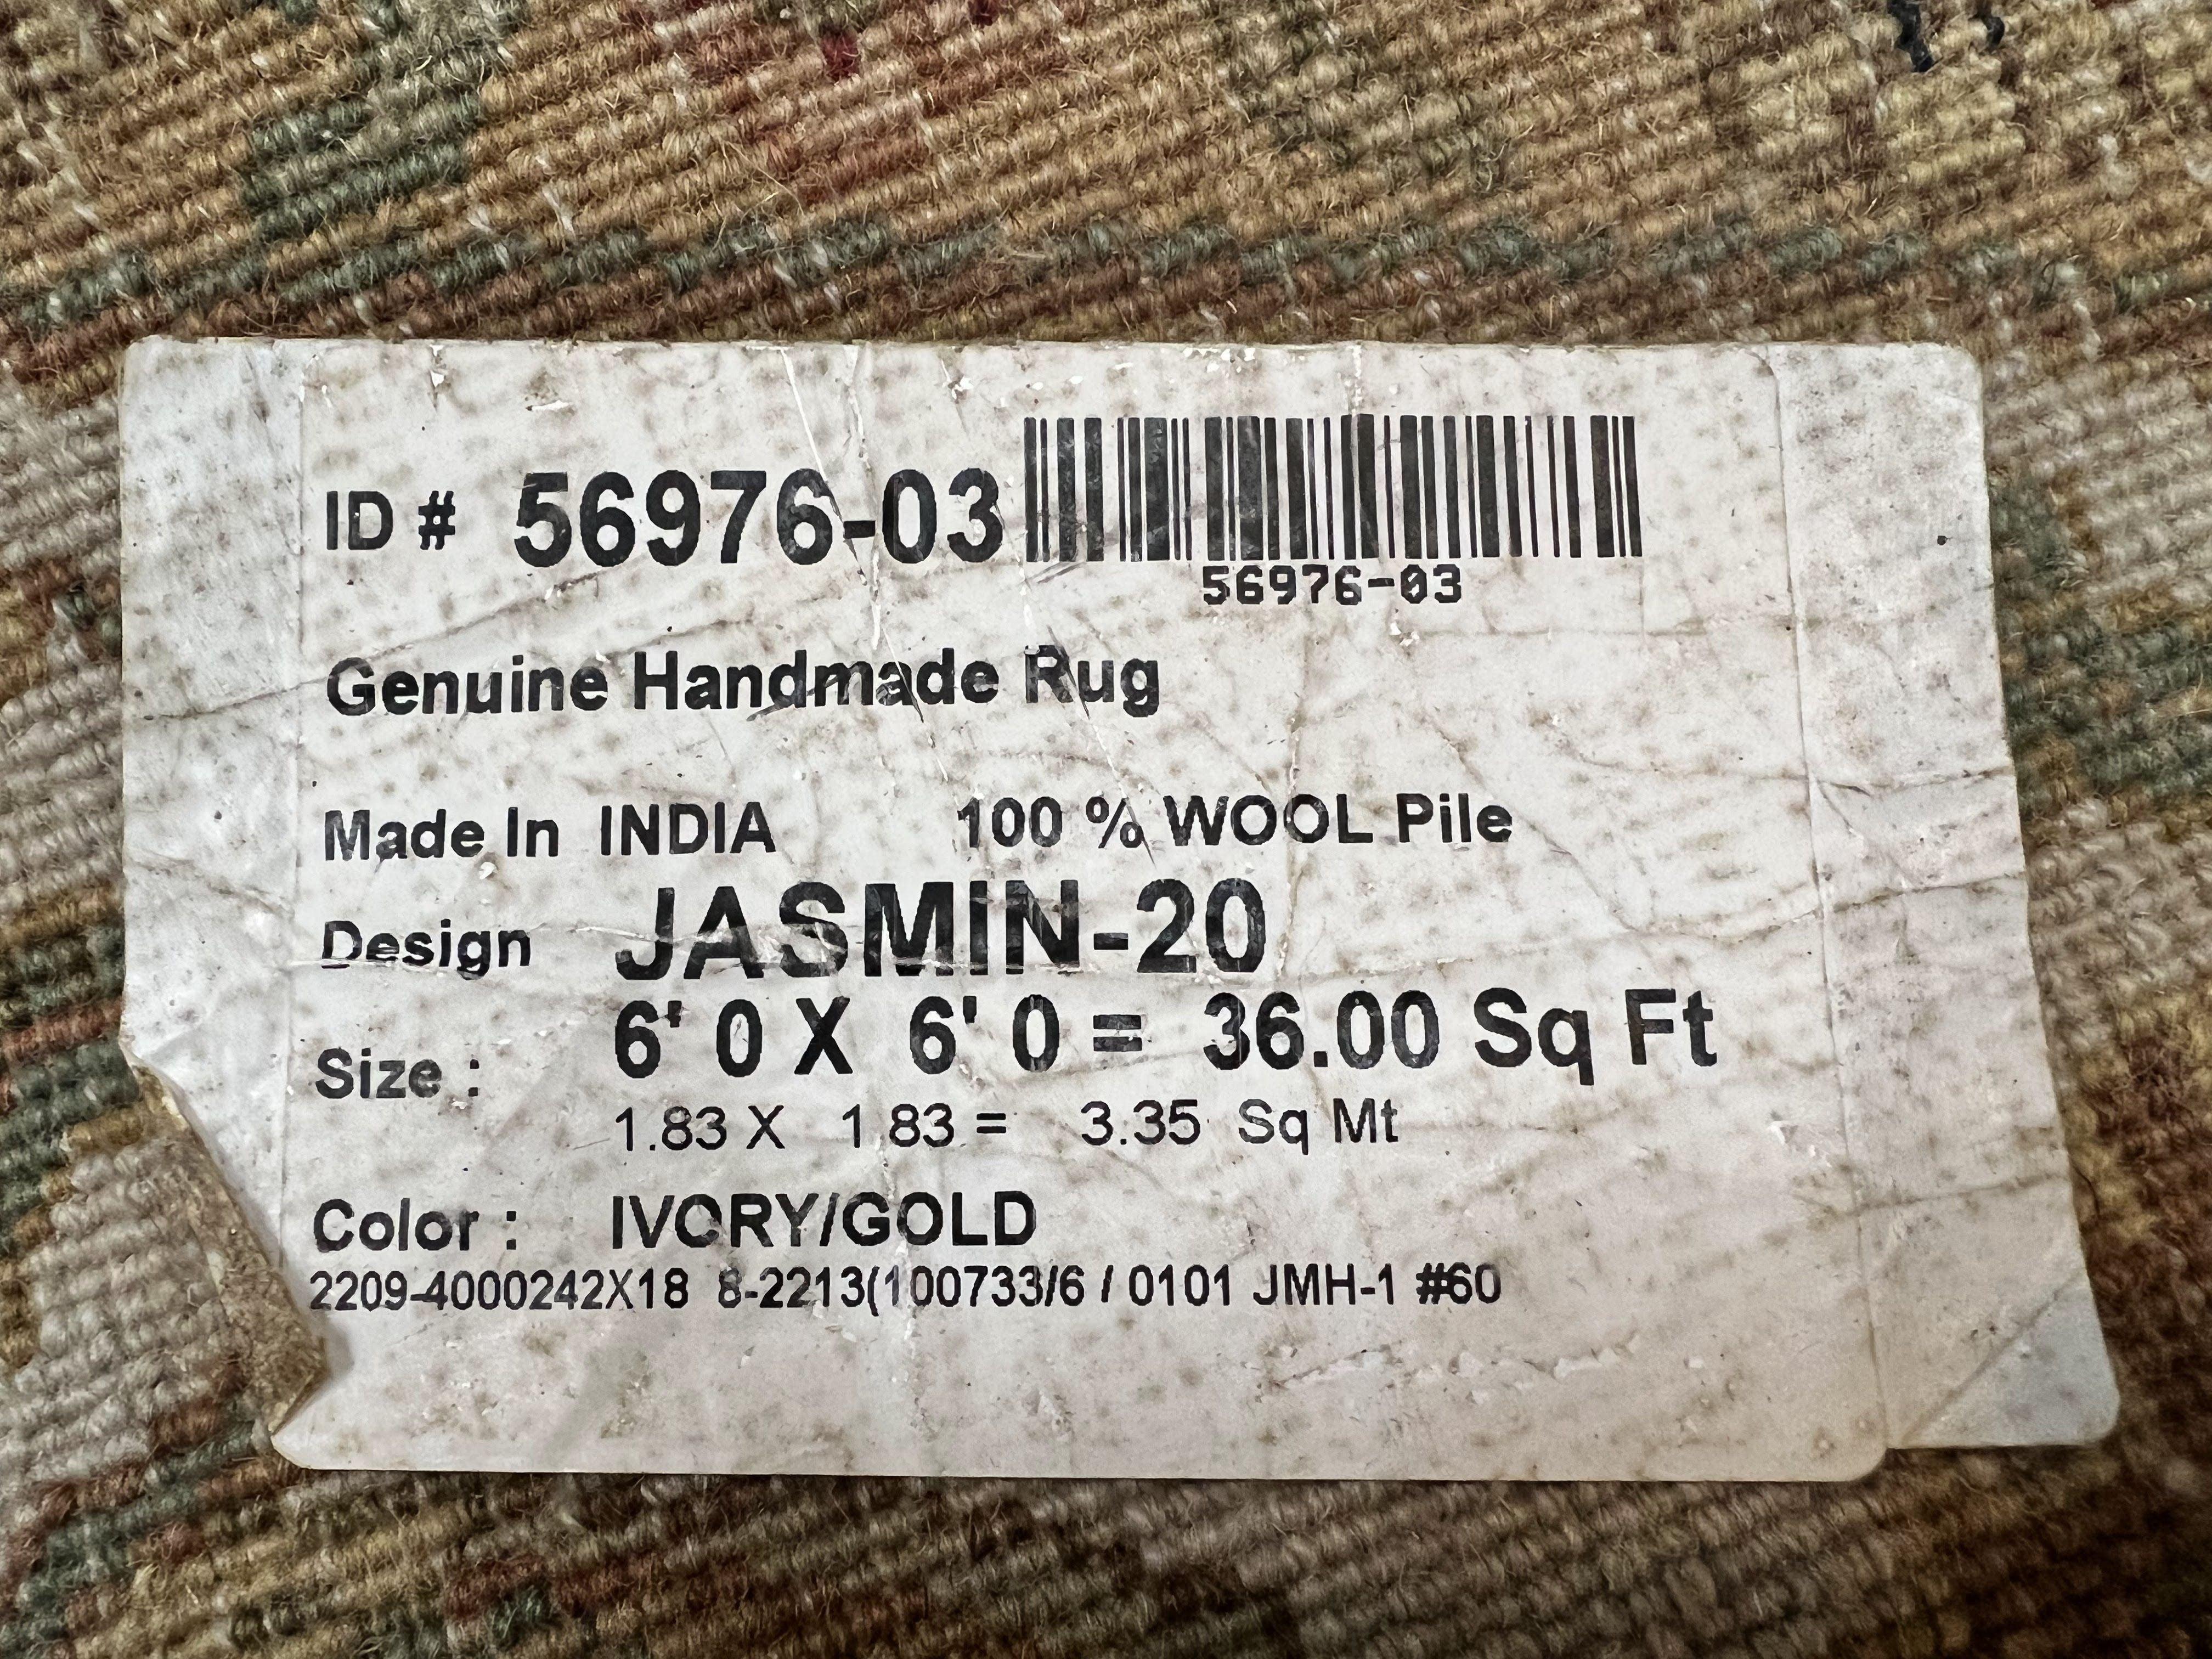 ID # 56976-03
56976-03
Genuine Handmade Rug
Made In INDIA 100 % WOOL Pile
Design JASMIN-20
Size : 6' 0 X 6' 0 = 36.00 Sq Ft
1.83 X 1.83 = 3.35 Sq Mt
Color : IVORY/GOLD
2209-4000242X18 8-2213(100733/6 / 0101 JMH-1 #60